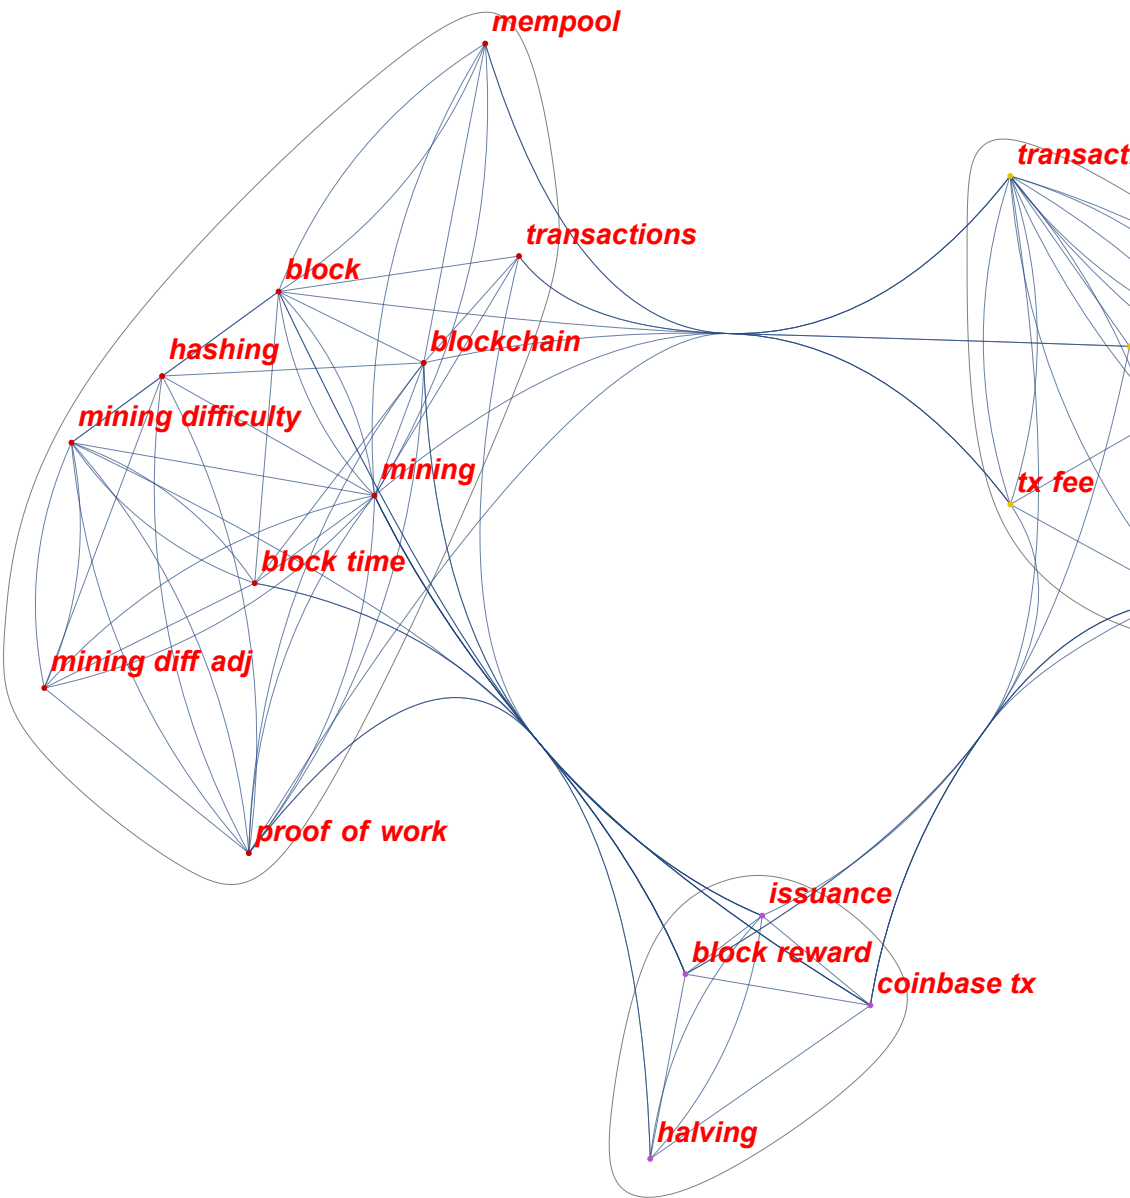 mempool
transact
transactions
block
blockchain
hashing
mining difficulty
mining
tx fee
block time
mining diff adj
proof of work
issuance
block reward
coinbase tx
halving